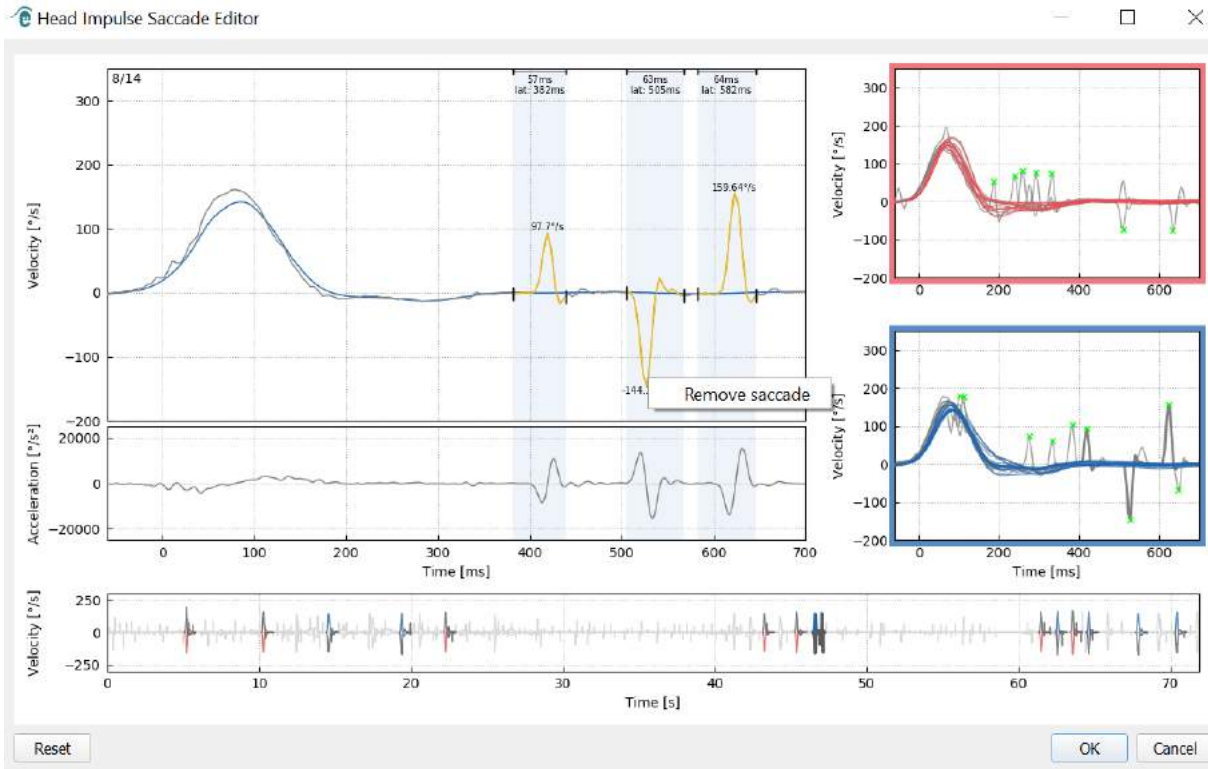 Head Impulse Saccade Editor
8/14
57ms
lat: 382ms
63ms
lat: 505ms
64ms
lat: 582ms
300
200
100
0
−100
−200
Velocity [°/s]
97.7°/s
159.64°/s
-144.
Remove saccade
20000
0
−20000
Acceleration [°/s²]
0 100 200 300 400 500 600 700
Time [ms]
300
200
100
0
−100
−200
Velocity [°/s]
0 200 400 600
300
200
100
0
−100
−200
Velocity [°/s]
0 200 400 600
Time [ms]
250
0
−250
Velocity [°/s]
0 10 20 30 40 50 60 70
Time [s]
Reset
OK
Cancel